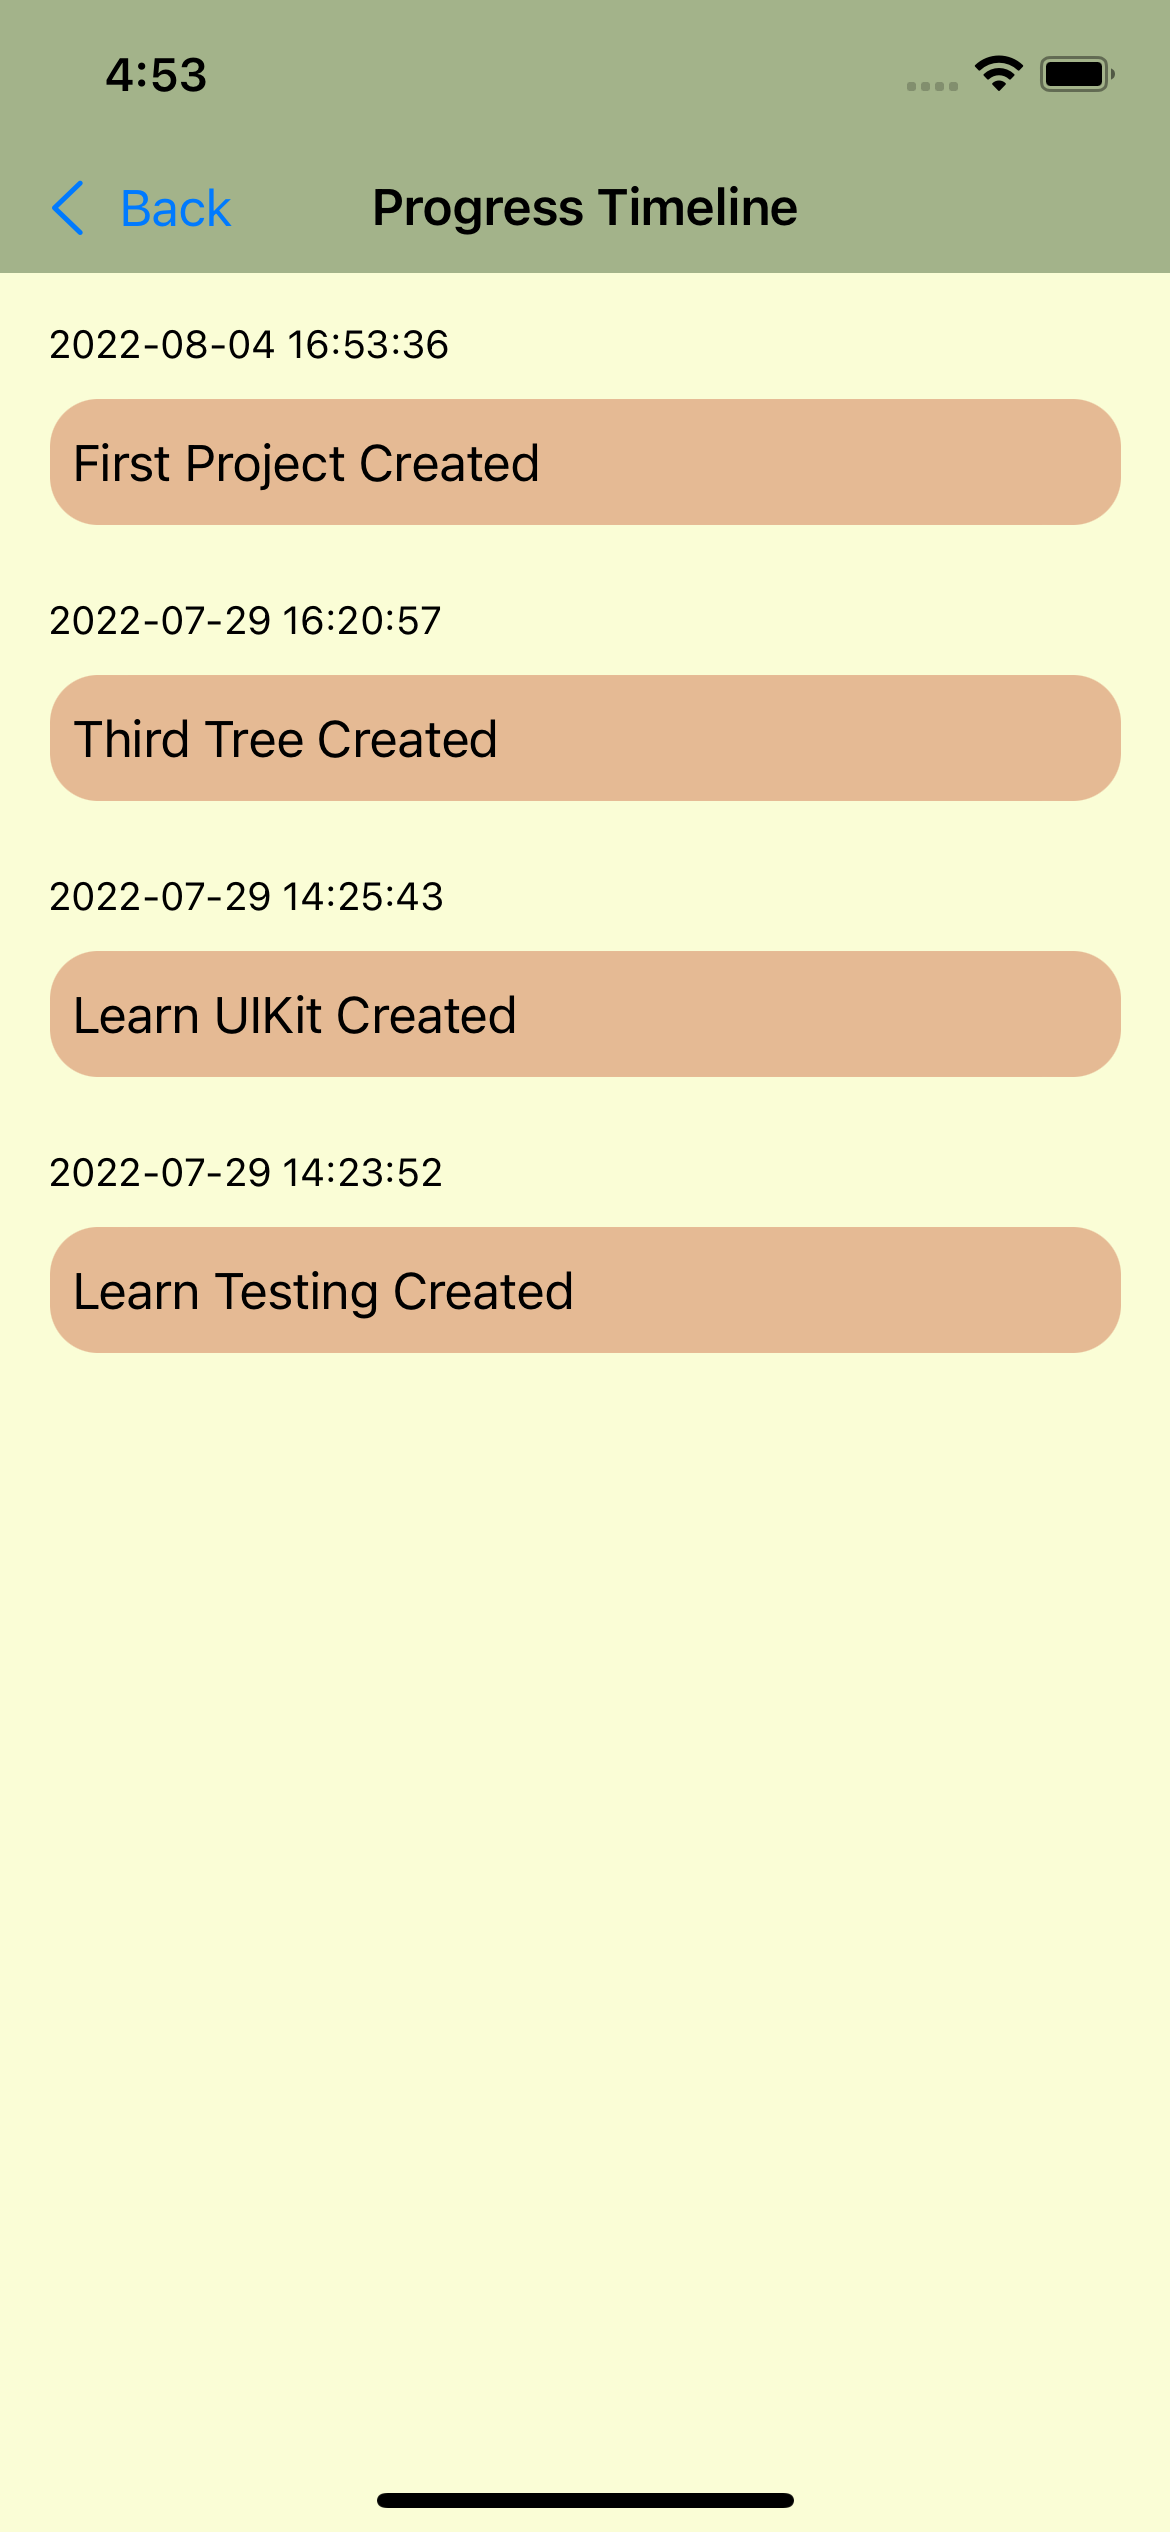 4:53
Back
Progress Timeline
2022-08-04 16:53:36
First Project Created
2022-07-29 16:20:57
Third Tree Created
2022-07-29 14:25:43
Learn UIKit Created
2022-07-29 14:23:52
Learn Testing Created